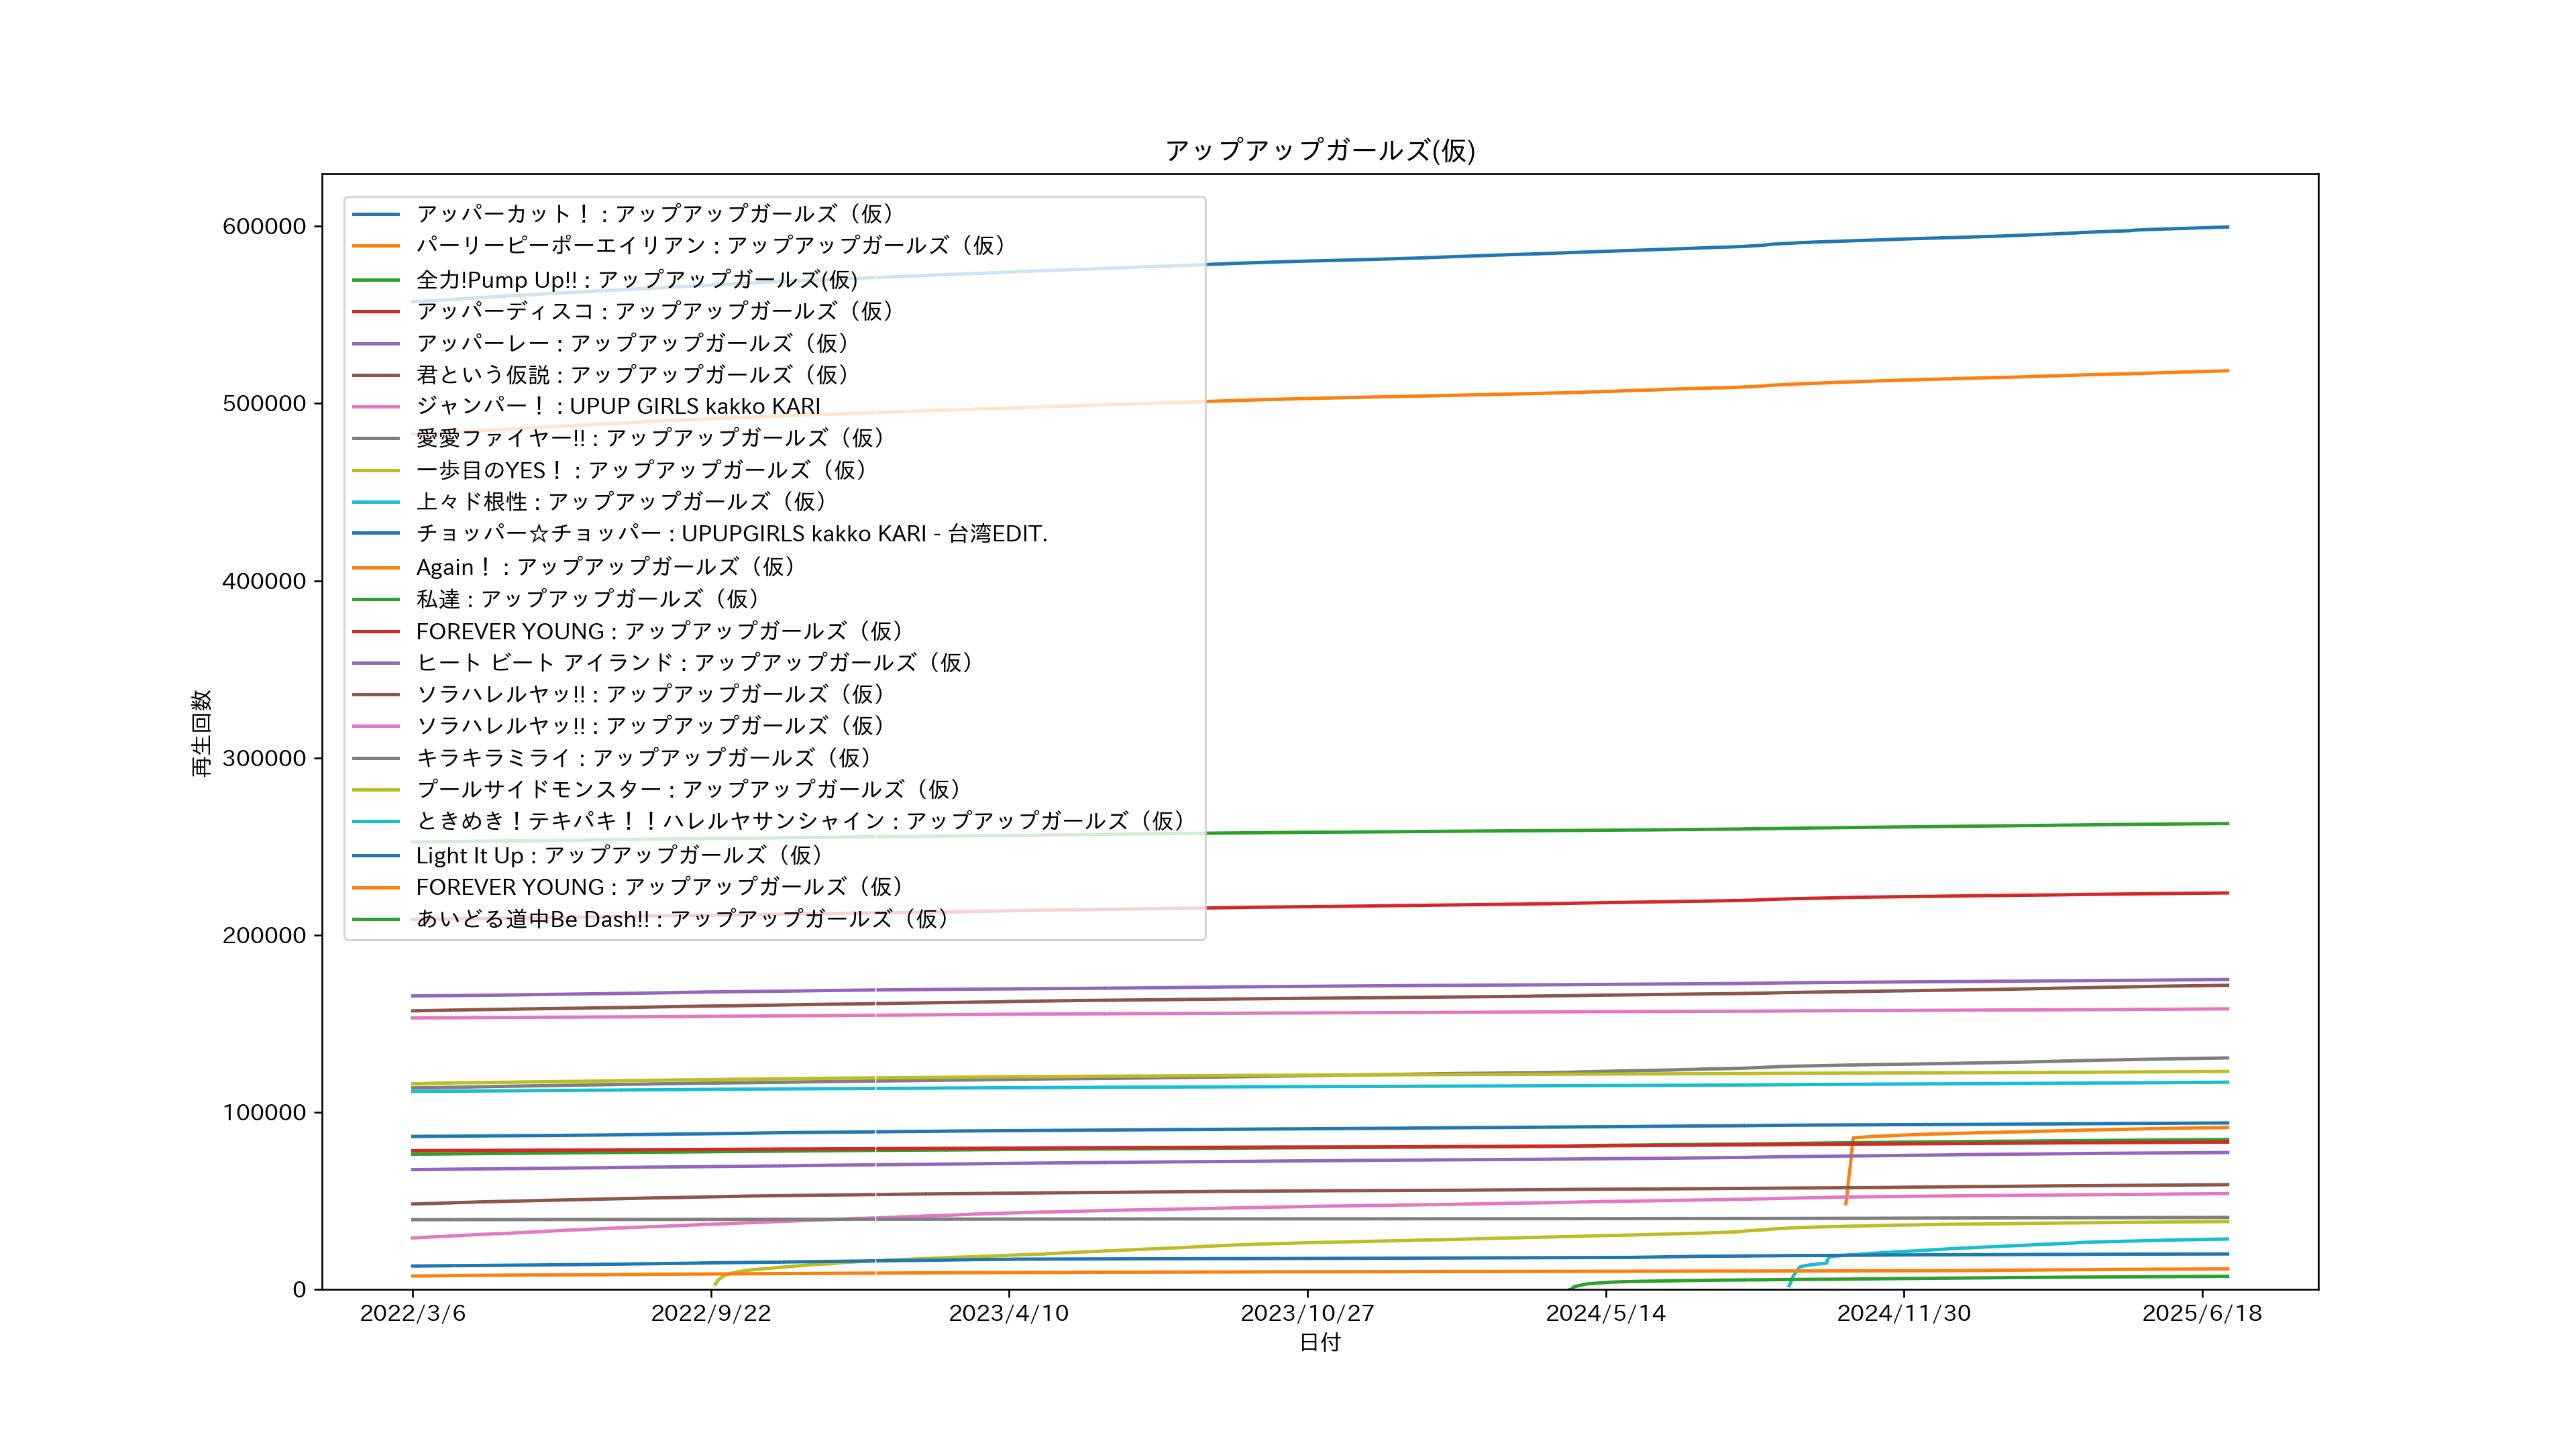 アップアップガールズ(仮)
アッパーカット！ : アップアップガールズ（仮）
パーリーピーポーエイリアン : アップアップガールズ（仮）
全力!Pump Up!! : アップアップガールズ(仮)
アッパーディスコ : アップアップガールズ（仮）
アッパーレー : アップアップガールズ（仮）
君という仮説 : アップアップガールズ（仮）
ジャンパー！ : UPUP GIRLS kakko KARI
愛愛ファイヤー!! : アップアップガールズ（仮）
一歩目のYES！ : アップアップガールズ（仮）
上々ド根性 : アップアップガールズ（仮）
チョッパー☆チョッパー : UPUPGIRLS kakko KARI - 台湾EDIT.
Again！ : アップアップガールズ（仮）
私達 : アップアップガールズ（仮）
FOREVER YOUNG : アップアップガールズ（仮）
ヒート ビート アイランド : アップアップガールズ（仮）
ソラハレルヤッ!! : アップアップガールズ（仮）
ソラハレルヤッ!! : アップアップガールズ（仮）
キラキラミライ : アップアップガールズ（仮）
プールサイドモンスター : アップアップガールズ（仮）
ときめき！テキパキ！！ハレルヤサンシャイン : アップアップガールズ（仮）
Light It Up : アップアップガールズ（仮）
FOREVER YOUNG : アップアップガールズ（仮）
あいどる道中Be Dash!! : アップアップガールズ（仮）
600000
500000
400000
300000
200000
100000
0
再生回数
2022/3/6 2022/9/22 2023/4/10 2023/10/27 2024/5/14 2024/11/30 2025/6/18
日付